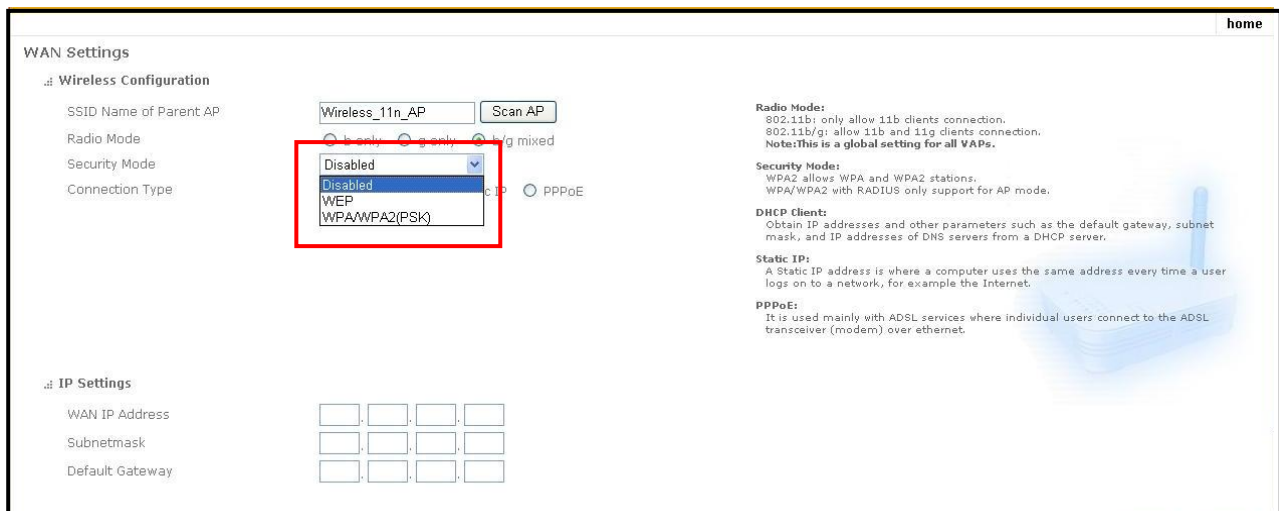 home
WAN Settings
Wireless Configuration
SSID Name of Parent AP Wireless_11n_AP Scan AP
Radio Mode b only g only b/g mixed
Security Mode Disabled
Disabled
WEP
WPA/WPA2(PSK)
Connection Type IP PPPoE
Radio Mode:
802.11b: only allow 11b clients connection.
802.11b/g: allow 11b and 11g clients connection.
Note:This is a global setting for all VAPs.
Security Mode:
WPA2 allows WPA and WPA2 stations.
WPA/WPA2 with RADIUS only support for AP mode.
DHCP Client:
Obtain IP addresses and other parameters such as the default gateway, subnet
mask, and IP addresses of DNS servers from a DHCP server.
Static IP:
A Static IP address is where a computer uses the same address every time a user
logs on to a network, for example the Internet.
PPPoE:
It is used mainly with ADSL services where individual users connect to the ADSL
transceiver (modem) over ethernet.
IP Settings
WAN IP Address
Subnetmask
Default Gateway